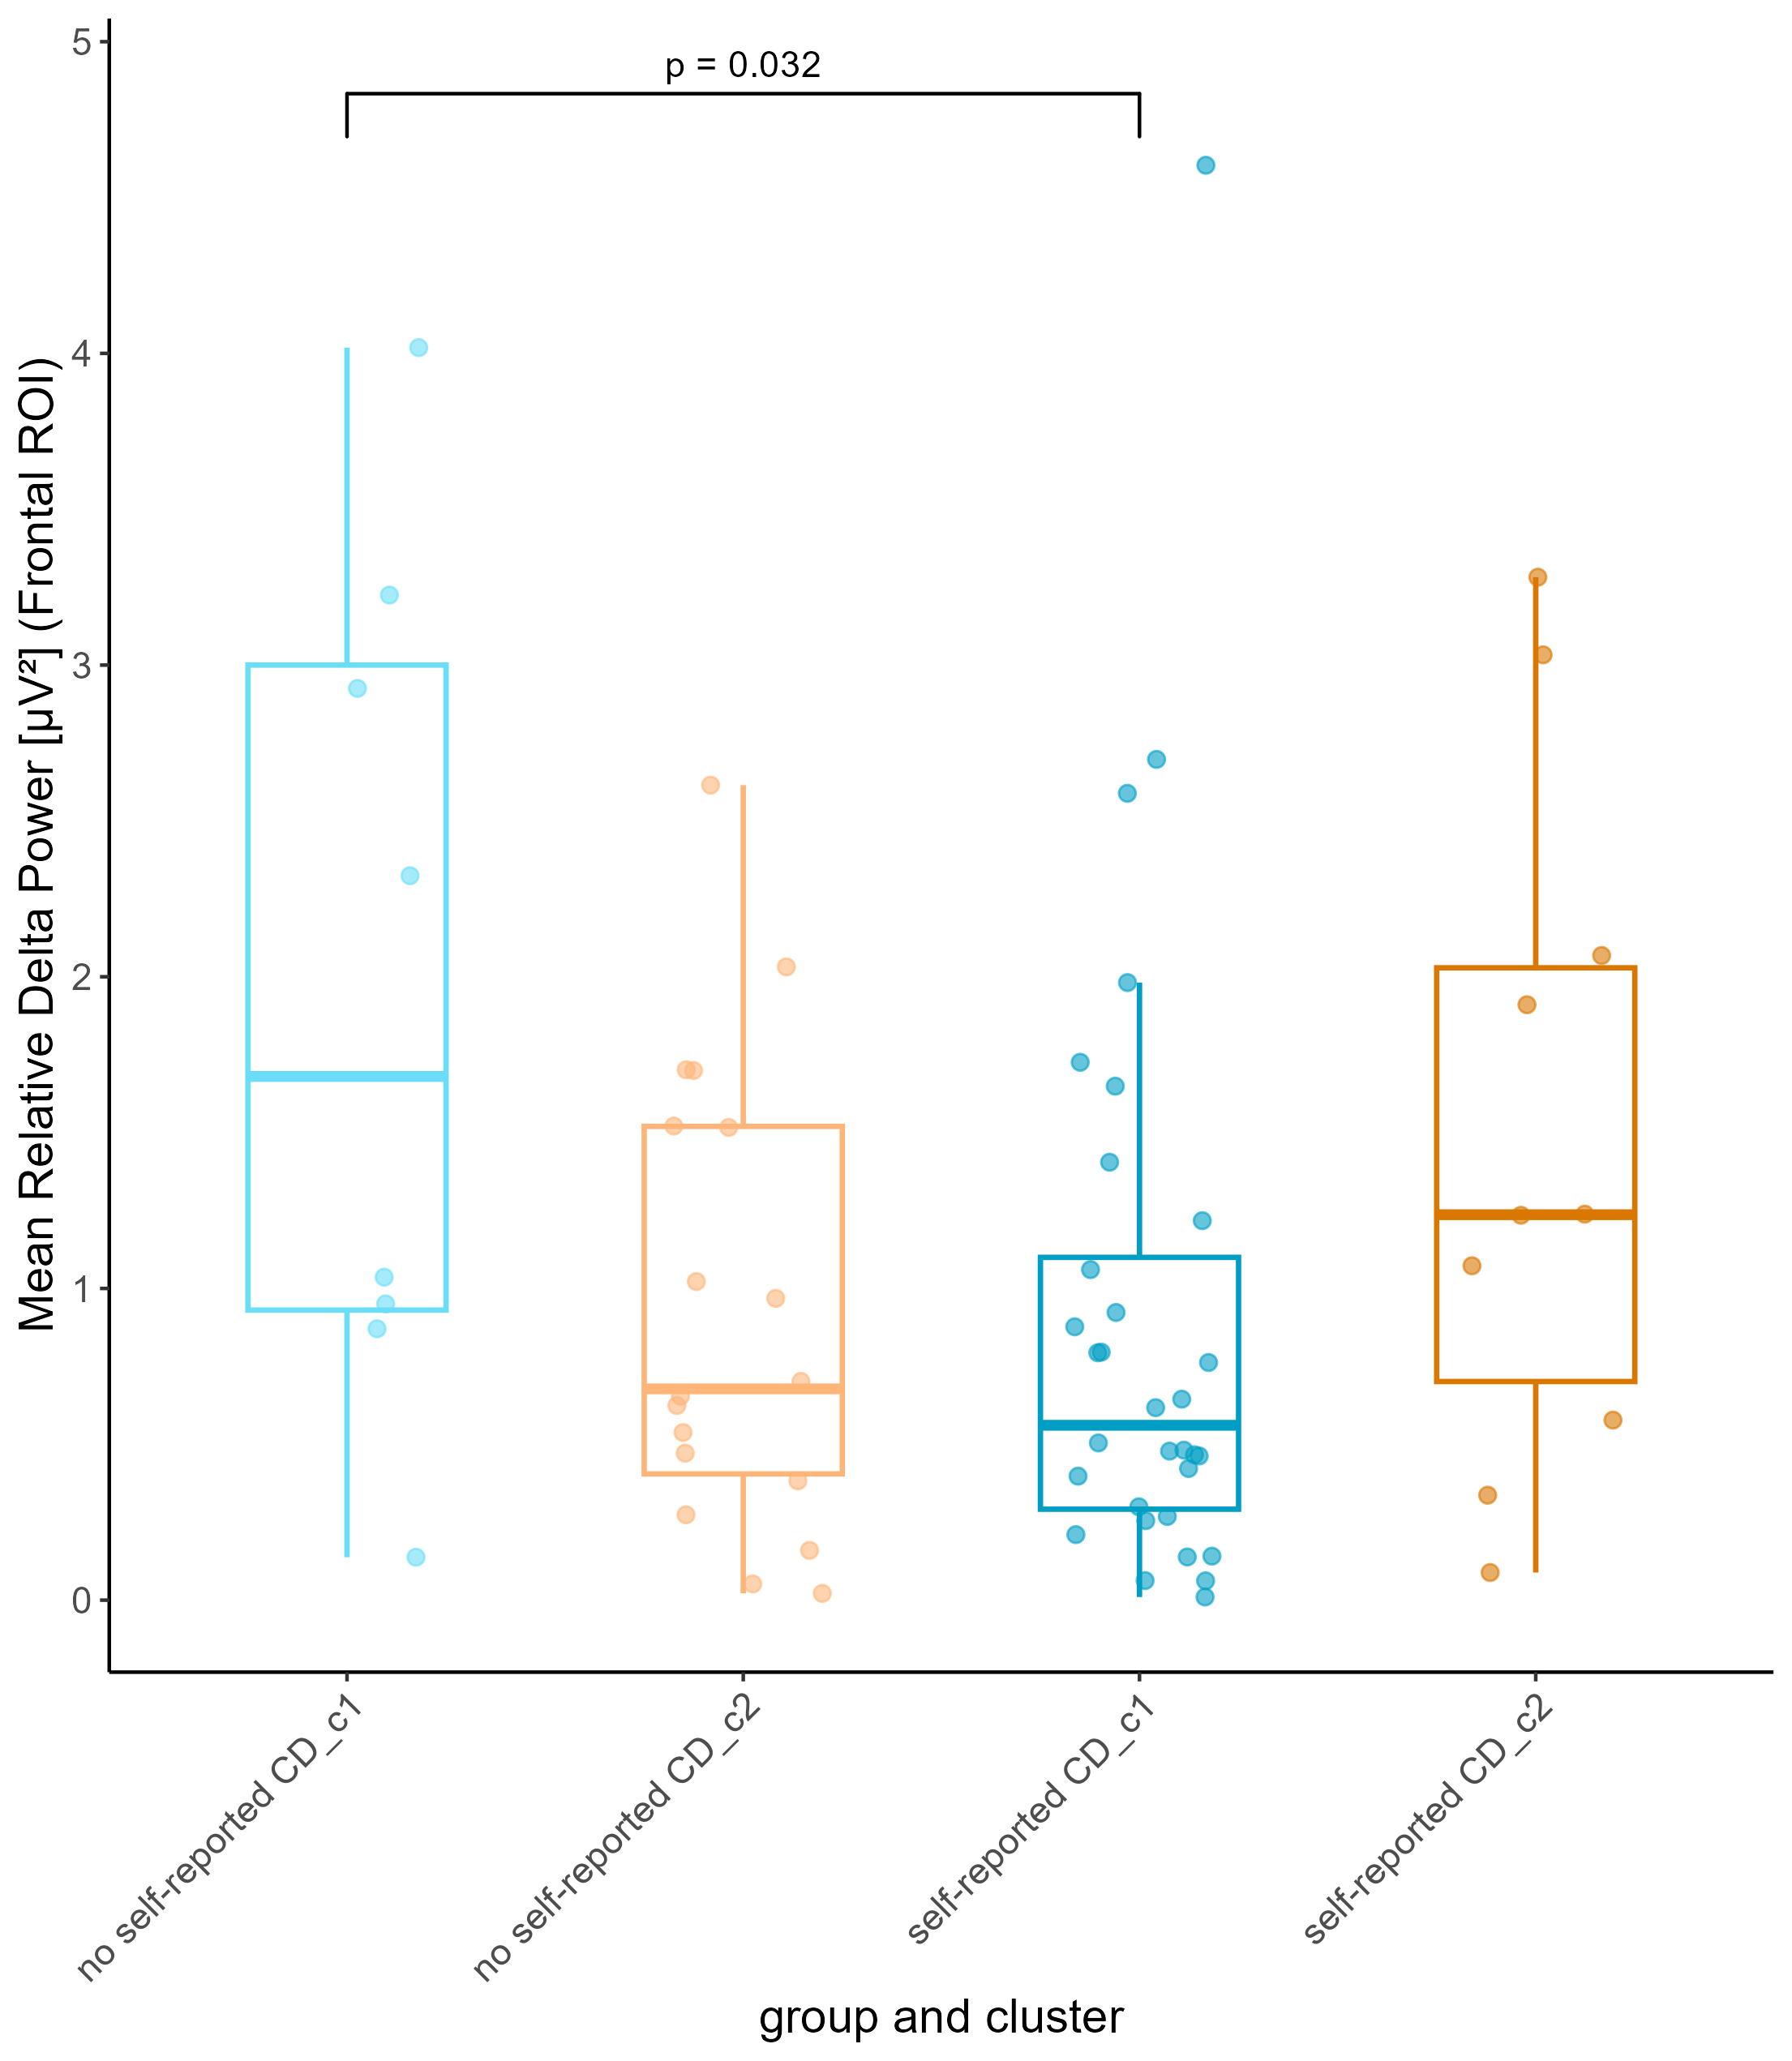 p = 0.032
Mean Relative Delta Power [µV²] (Frontal ROI)
5
4
3
2
1
0
no self-reported CD_c1
no self-reported CD_c2
self-reported CD_c1
self-reported CD_c2
group and cluster